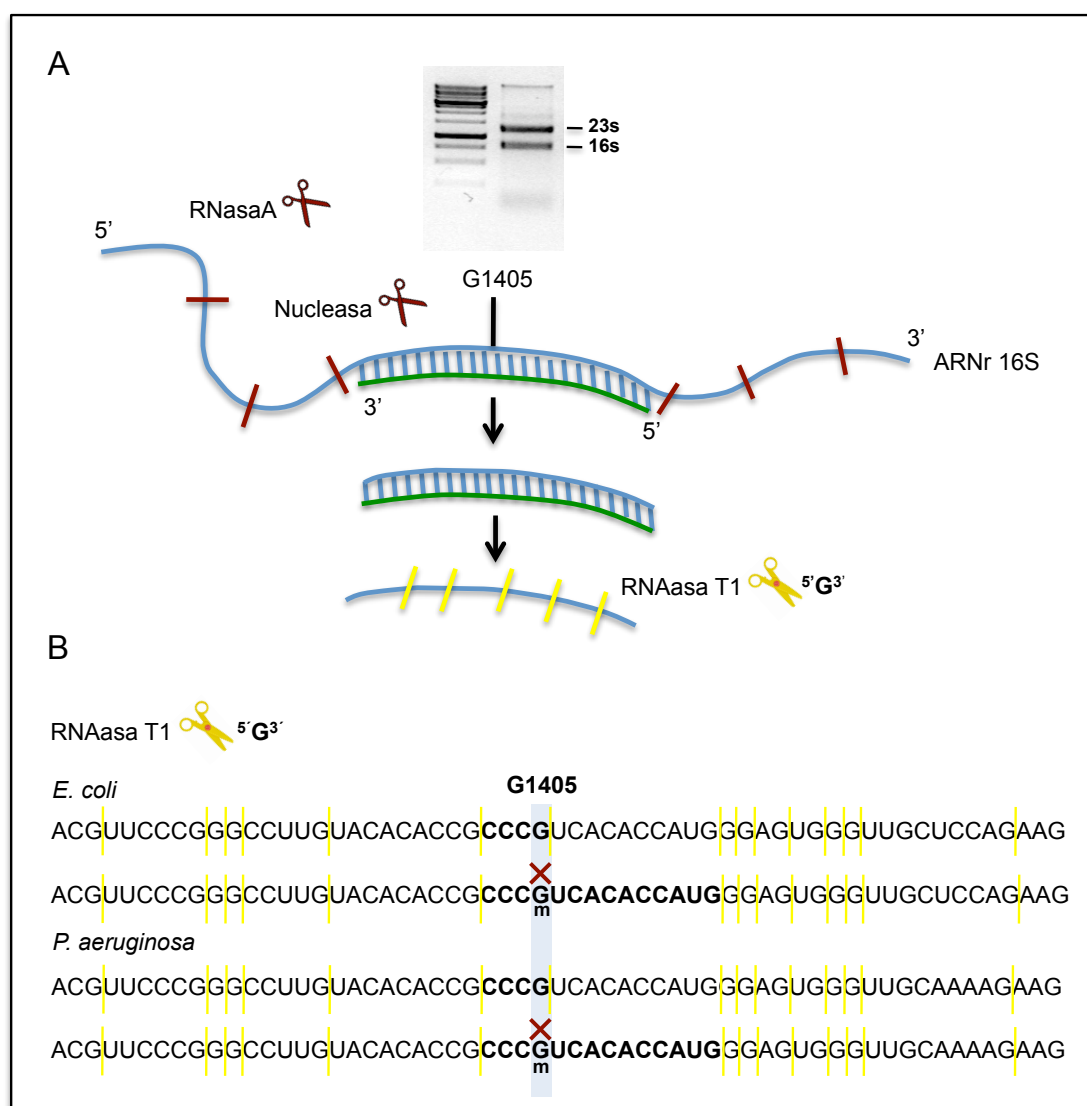 A
23s
16s
RNasaA
5’
G1405
Nucleasa
3’
ARNr 16S
3’
5’
RNAasa T1 5’G3’
B
RNAasa T1 5´G3´
G1405
E. coli
ACGUUCCCGGGCCUUGUACACACCGCCCGUCACACCAUGGGAGUGGGUUGCUCCAGAAG
ACGUUCCCGGGCCUUGUACACACCGCCCGUCACACCAUGGGAGUGGGUUGCUCCAGAAG
m
P. aeruginosa
ACGUUCCCGGGCCUUGUACACACCGCCCGUCACACCAUGGGAGUGGGUUGCAAAAGAAG
ACGUUCCCGGGCCUUGUACACACCGCCCGUCACACCAUGGGAGUGGGUUGCAAAAGAAG
m